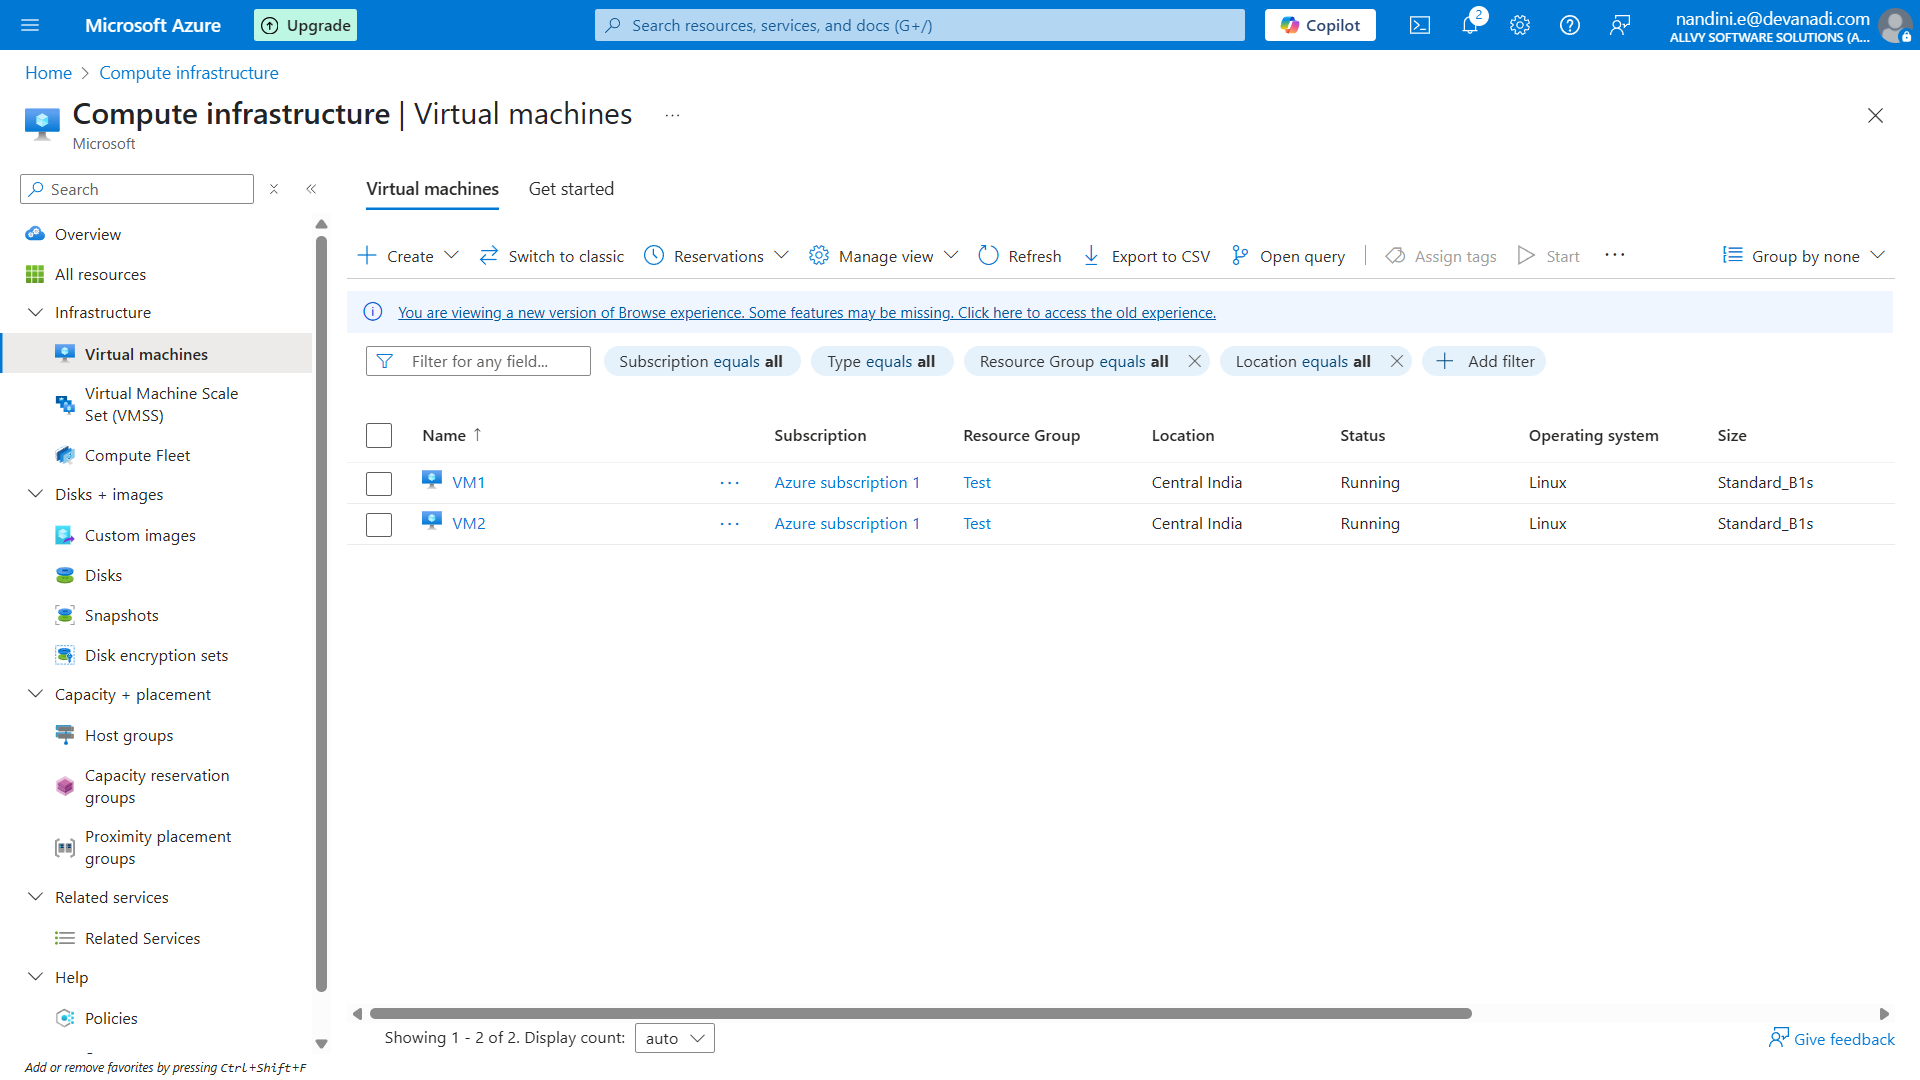 Microsoft Azure
Upgrade
Search resources, services, and docs (G+/)
Copilot
2
nandini.e@devanadi.com
ALLVY SOFTWARE SOLUTIONS (A...
Home > Compute infrastructure
Compute infrastructure | Virtual machines ...
Microsoft
Search
Overview
All resources
Infrastructure
Virtual machines
Virtual Machine Scale
Set (VMSS)
Compute Fleet
Disks + images
Custom images
Disks
Snapshots
Disk encryption sets
Capacity + placement
Host groups
Capacity reservation
groups
Proximity placement
groups
Related services
Related Services
Help
Policies
Add or remove favorites by pressing Ctrl+Shift+F
Virtual machines Get started
Create Switch to classic Reservations Manage view Refresh Export to CSV Open query Assign tags Start ... Group by none
You are viewing a new version of Browse experience. Some features may be missing. Click here to access the old experience.
Filter for any field... Subscription equals all Type equals all Resource Group equals all Location equals all Add filter
Name ↑ Subscription Resource Group Location Status Operating system Size
VM1 ... Azure subscription 1 Test Central India Running Linux Standard_B1s
VM2 ... Azure subscription 1 Test Central India Running Linux Standard_B1s
Showing 1 - 2 of 2. Display count: auto
Give feedback